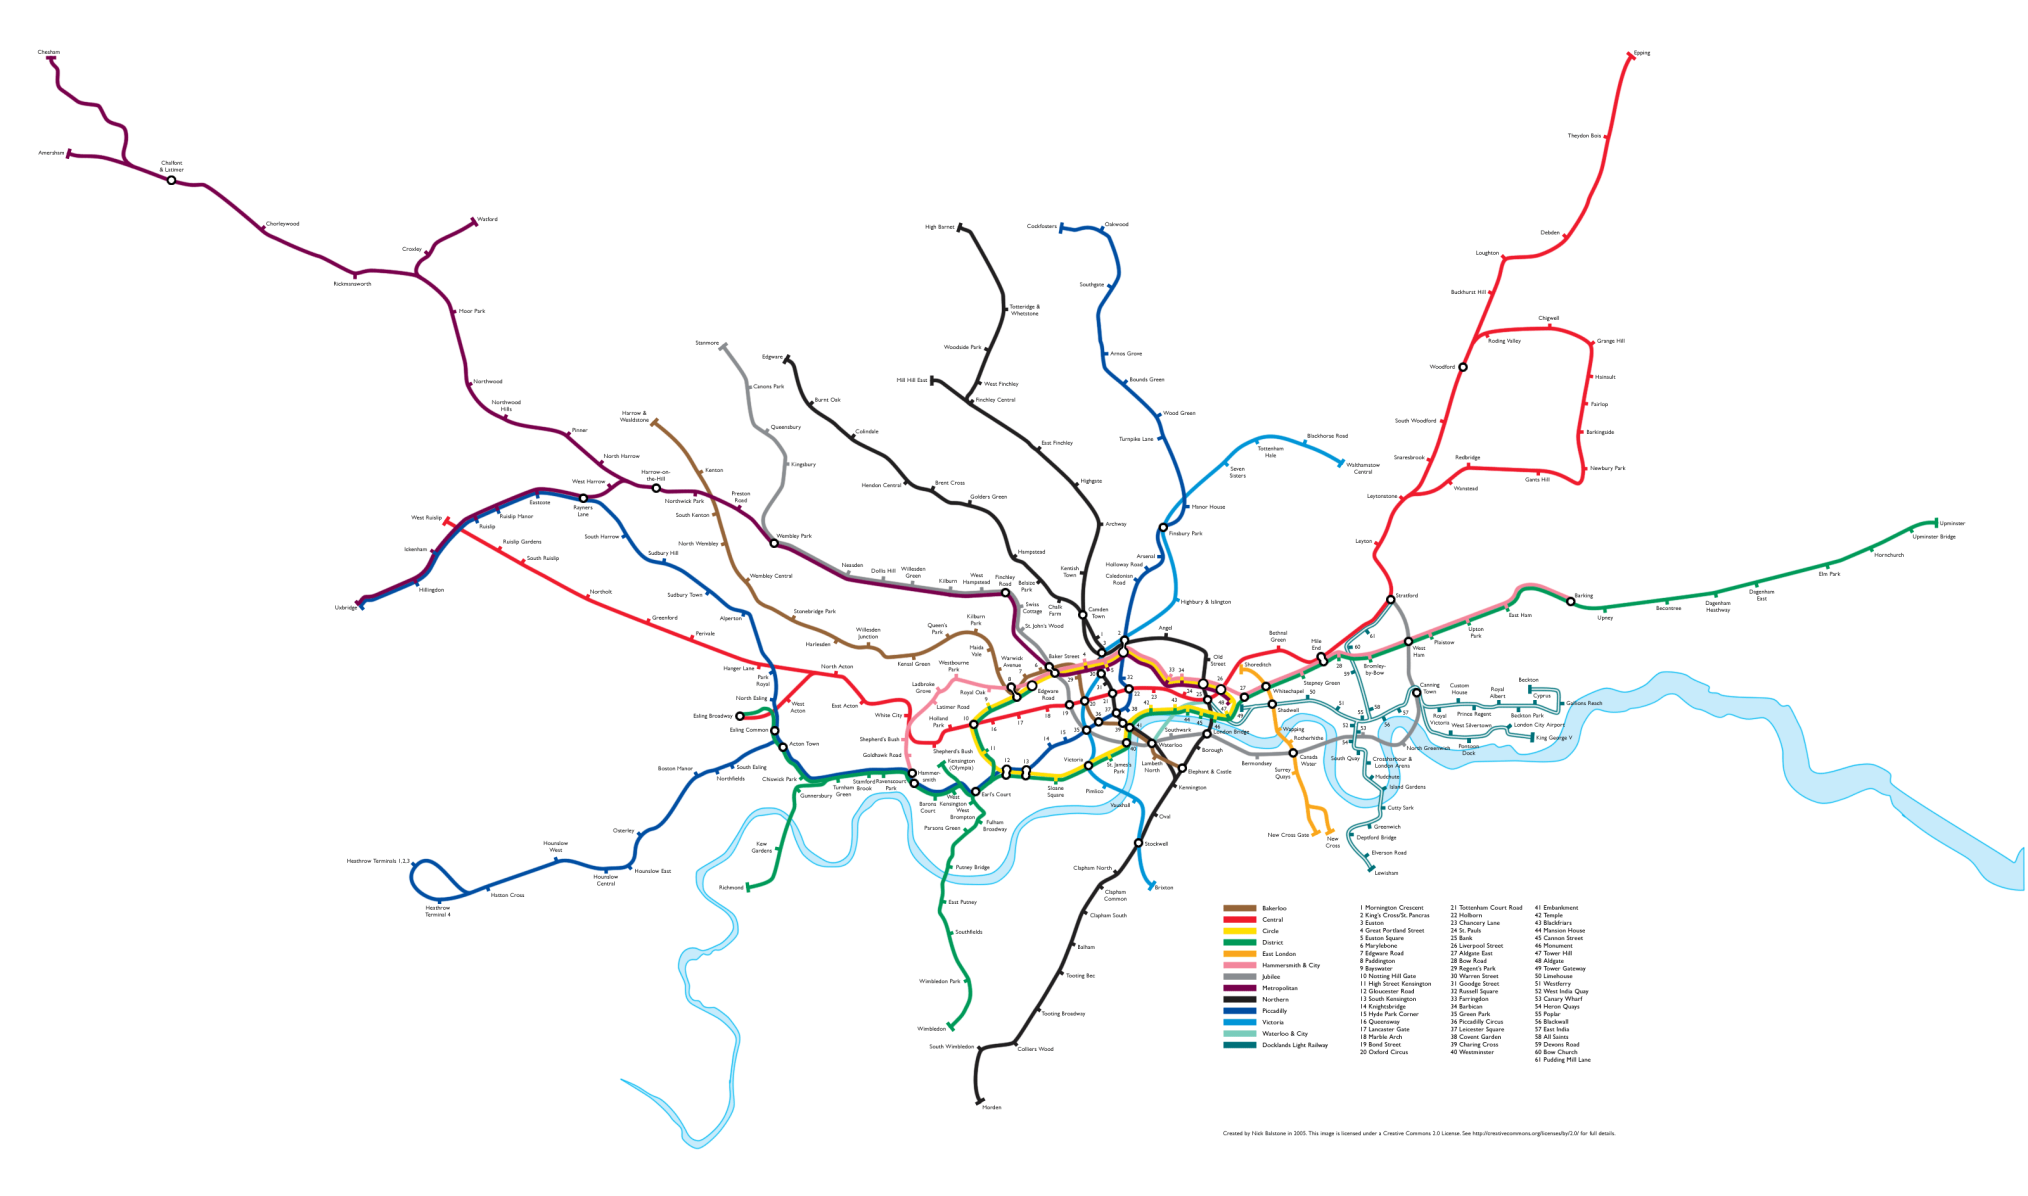 Chesham
Amersham
Chalfont
& Latimer
Chorleywood
Rickmansworth
Croxley
Watford
Moor Park
Northwood
Northwood
Hills
Pinner
North Harrow
West Harrow
Harrow-on-
the-Hill
Northwick Park
Preston
Road
Wembley Park
Rayners
Lane
Eastcote
Ruislip Manor
Ruislip
Ickenham
Hillingdon
Uxbridge
West Ruislip
Ruislip Gardens
South Ruislip
Northolt
Greenford
Perivale
Hanger Lane
North Acton
East Acton
West
Acton
Ealing Broadway
White City
Shepherd's Bush
Holland
Park
Harrow &
Wealdstone
Kenton
South Kenton
North Wembley
Wembley Central
Stonebridge Park
Harlesden
Willesden
Junction
Kensal Green
Queen's
Park
Kilburn
Park
Maida
Vale
Warwick
Avenue
Edgware
Road
Baker Street
Stanmore
Canons Park
Queensbury
Kingsbury
Neasden
Dollis Hill
Willesden
Green
Kilburn
West
Hampstead
Finchley
Road
Swiss
Cottage
St. John's Wood
Edgware
Burnt Oak
Colindale
Hendon Central
Brent Cross
Golders Green
Hampstead
Belsize
Park
Chalk
Farm
Camden
Town
Kentish
Town
High Barnet
Totteridge &
Whetstone
Woodside Park
West Finchley
Mill Hill East
Finchley Central
East Finchley
Highgate
Archway
Cockfosters
Oakwood
Southgate
Arnos Grove
Bounds Green
Wood Green
Turnpike Lane
Manor House
Finsbury Park
Arsenal
Holloway Road
Caledonian
Road
Highbury & Islington
Seven
Sisters
Tottenham
Hale
Blackhorse Road
Walthamstow
Central
Angel
Old
Street
Epping
Theydon Bois
Debden
Loughton
Buckhurst Hill
Chigwell
Roding Valley
Grange Hill
Hainault
Fairlop
Barkingside
Newbury Park
Gants Hill
Redbridge
Wanstead
Woodford
South Woodford
Snaresbrook
Leytonstone
Leyton
Stratford
Mile
End
Bethnal
Green
Shoreditch
Whitechapel
Stepney Green
Bromley-
by-Bow
West
Ham
Plaistow
Upton
Park
East Ham
Barking
Upney
Becontree
Dagenham
Heathway
Dagenham
East
Elm Park
Hornchurch
Upminster Bridge
Upminster
South Harrow
Sudbury Hill
Sudbury Town
Alperton
Park
Royal
North Ealing
Ealing Common
Acton Town
South Ealing
Northfields
Boston Manor
Osterley
Hounslow East
Hounslow
Central
Hounslow
West
Hatton Cross
Heathrow Terminals 1,2,3
Heathrow
Terminal 4
Chiswick Park
Gunnersbury
Kew
Gardens
Richmond
Turnham
Green
Stamford
Brook
Ravenscourt
Park
Hammer-
smith
Barons
Court
West
Kensington
Kensington
(Olympia)
Earl's Court
West
Brompton
Fulham
Broadway
Parsons Green
Putney Bridge
East Putney
Southfields
Wimbledon Park
Wimbledon
Westbourne
Park
Ladbroke
Grove
Latimer Road
Royal Oak
Shepherd's Bush
Goldhawk Road
Sloane
Square
Victoria
St. James's
Park
Pimlico
Vauxhall
Stockwell
Brixton
Lambeth
North
Waterloo
Southwark
London Bridge
Borough
Elephant & Castle
Kennington
Oval
Clapham North
Clapham
Common
Clapham South
Balham
Tooting Bec
Tooting Broadway
Colliers Wood
South Wimbledon
Morden
Bermondsey
Canada
Water
Shadwell
Wapping
Rotherhithe
Surrey
Quays
New Cross Gate
New
Cross
North Greenwich
Canning
Town
South Quay
Crossharbour &
London Arena
Mudchute
Island Gardens
Cutty Sark
Greenwich
Deptford Bridge
Elverson Road
Lewisham
Royal
Victoria
Custom
House
Prince Regent
Royal
Albert
Beckton Park
Cyprus
Gallions Reach
Beckton
West Silvertown
Pontoon
Dock
London City Airport
King George V
Bakerloo
Central
Circle
District
East London
Hammersmith & City
Jubilee
Metropolitan
Northern
Piccadilly
Victoria
Waterloo & City
Docklands Light Railway
1 Mornington Crescent
2 King's Cross/St. Pancras
3 Euston
4 Great Portland Street
5 Euston Square
6 Marylebone
7 Edgware Road
8 Paddington
9 Bayswater
10 Notting Hill Gate
11 High Street Kensington
12 Gloucester Road
13 South Kensington
14 Knightsbridge
15 Hyde Park Corner
16 Queensway
17 Lancaster Gate
18 Marble Arch
19 Bond Street
20 Oxford Circus
21 Tottenham Court Road
22 Holborn
23 Chancery Lane
24 St. Pauls
25 Bank
26 Liverpool Street
27 Aldgate East
28 Bow Road
29 Regent's Park
30 Warren Street
31 Goodge Street
32 Russell Square
33 Farringdon
34 Barbican
35 Green Park
36 Piccadilly Circus
37 Leicester Square
38 Covent Garden
39 Charing Cross
40 Westminster
41 Embankment
42 Temple
43 Blackfriars
44 Mansion House
45 Cannon Street
46 Monument
47 Tower Hill
48 Aldgate
49 Tower Gateway
50 Limehouse
51 Westferry
52 West India Quay
53 Canary Wharf
54 Heron Quays
55 Poplar
56 Blackwall
57 East India
58 All Saints
59 Devons Road
60 Bow Church
61 Pudding Mill Lane
Created by Nick Balstone in 2005. This image is licensed under a Creative Commons 2.0 License. See http://creativecommons.org/licenses/by/2.0/ for full details.